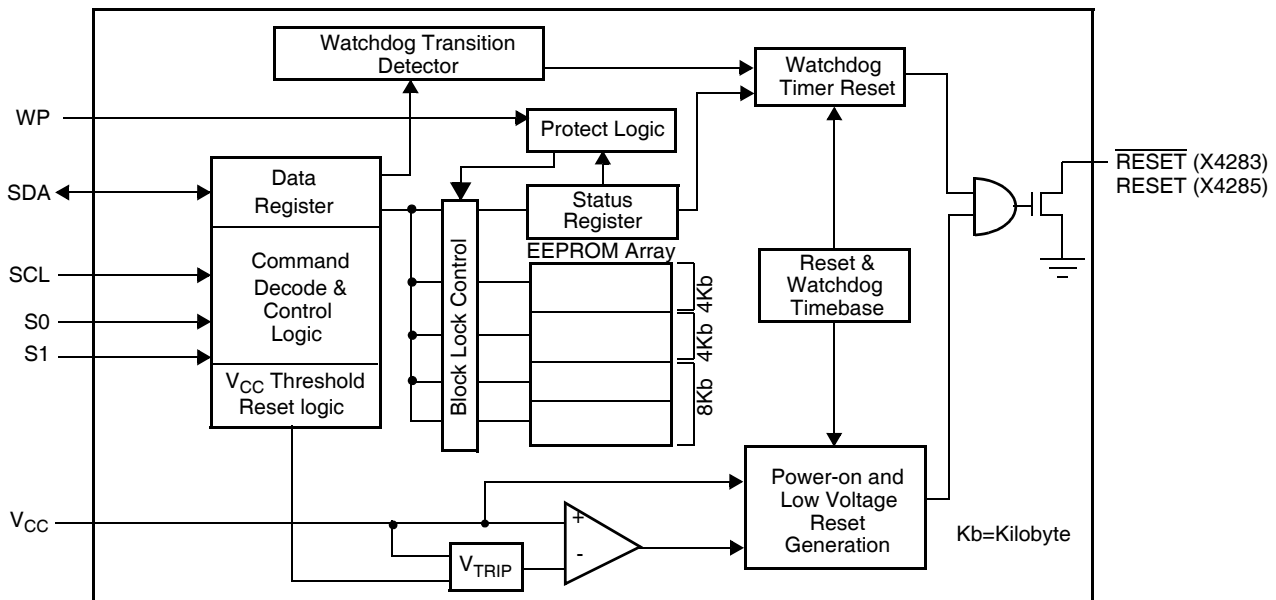 Watchdog Transition
Detector
Watchdog
Timer Reset
WP
Protect Logic
RESET (X4283)
RESET (X4285)
SDA
Data
Register
Status
Register
EEPROM Array
SCL
Command
Decode &
Control
Logic
S0
S1
Block Lock Control
4Kb
4Kb
8Kb
Reset &
Watchdog
Timebase
VCC Threshold
Reset logic
Power-on and
Low Voltage
Reset
Generation
VCC
+
-
VTRIP
Kb=Kilobyte